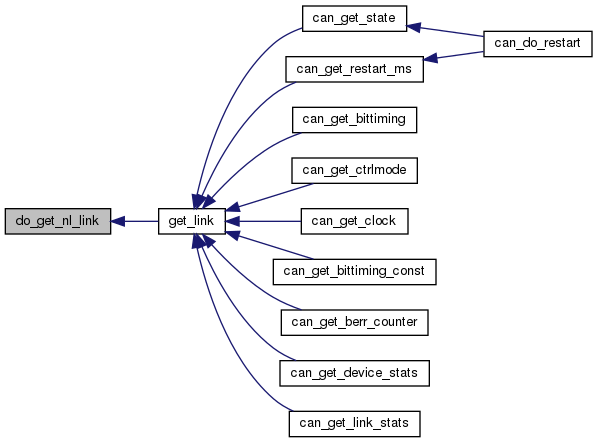 can_get_state
can_do_restart
can_get_restart_ms
can_get_bittiming
can_get_ctrlmode
do_get_nl_link
get_link
can_get_clock
can_get_bittiming_const
can_get_berr_counter
can_get_device_stats
can_get_link_stats